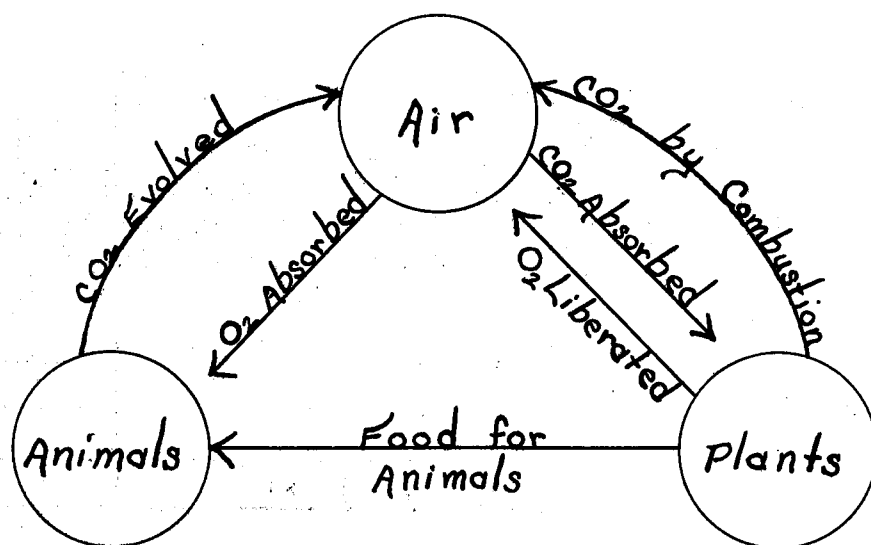 Air
CO2 Evolved
O2 Absorbed
CO2 by Combustion
CO2 Absorbed
O2 Liberated
Animals
Food for
Animals
Plants